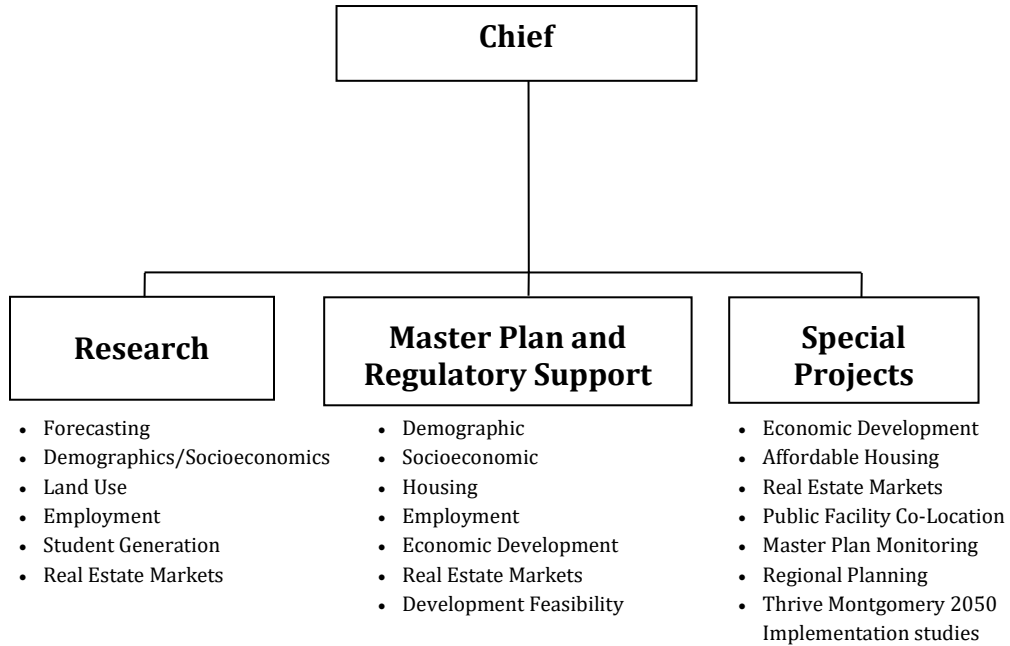 Chief
Research
• Forecasting
• Demographics/Socioeconomics
• Land Use
• Employment
• Student Generation
• Real Estate Markets
Master Plan and
Regulatory Support
• Demographic
• Socioeconomic
• Housing
• Employment
• Economic Development
• Real Estate Markets
• Development Feasibility
Special
Projects
• Economic Development
• Affordable Housing
• Real Estate Markets
• Public Facility Co-Location
• Master Plan Monitoring
• Regional Planning
• Thrive Montgomery 2050
Implementation studies